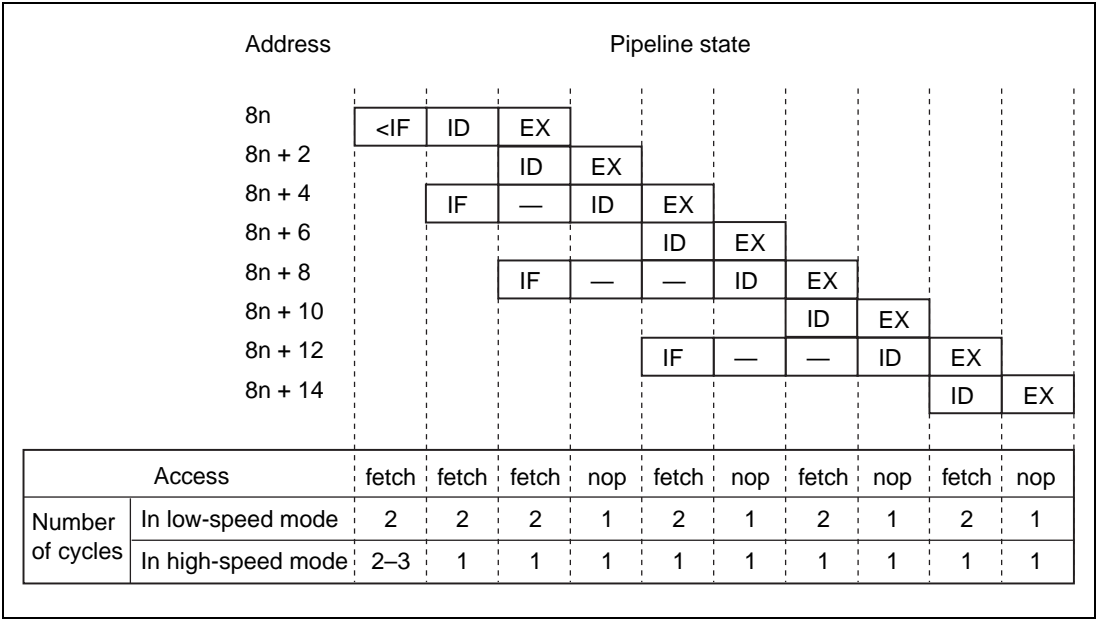 Address Pipeline state
8n <IF ID EX
8n + 2 ID EX
8n + 4 IF — ID EX
8n + 6 ID EX
8n + 8 IF — — ID EX
8n + 10 ID EX
8n + 12 IF — — ID EX
8n + 14 ID EX
Access fetch fetch fetch nop fetch nop fetch nop fetch nop
Number of cycles In low-speed mode 2 2 2 1 2 1 2 1 2 1
In high-speed mode 2–3 1 1 1 1 1 1 1 1 1